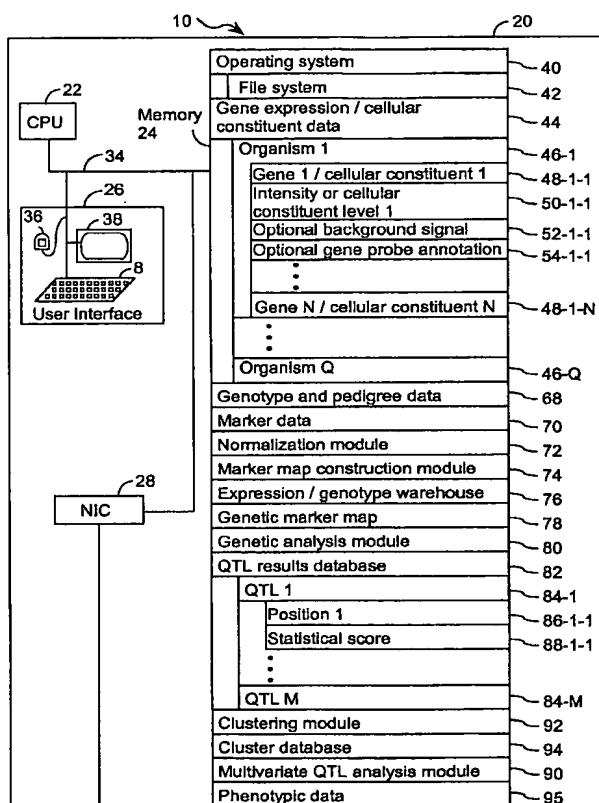 10
20
22
CPU
Memory
24
34
26
36
38
8
User Interface
28
NIC
Operating system
40
File system
42
Gene expression / cellular
constituent data
44
Organism 1
46-1
Gene 1 / cellular constituent 1
48-1-1
Intensity or cellular
constituent level 1
50-1-1
Optional background signal
52-1-1
Optional gene probe annotation
54-1-1
Gene N / cellular constituent N
48-1-N
Organism Q
46-Q
Genotype and pedigree data
68
Marker data
70
Normalization module
72
Marker map construction module
74
Expression / genotype warehouse
76
Genetic marker map
78
Genetic analysis module
80
QTL results database
82
QTL 1
84-1
Position 1
86-1-1
Statistical score
88-1-1
QTL M
84-M
Clustering module
92
Cluster database
94
Multivariate QTL analysis module
90
Phenotypic data
95